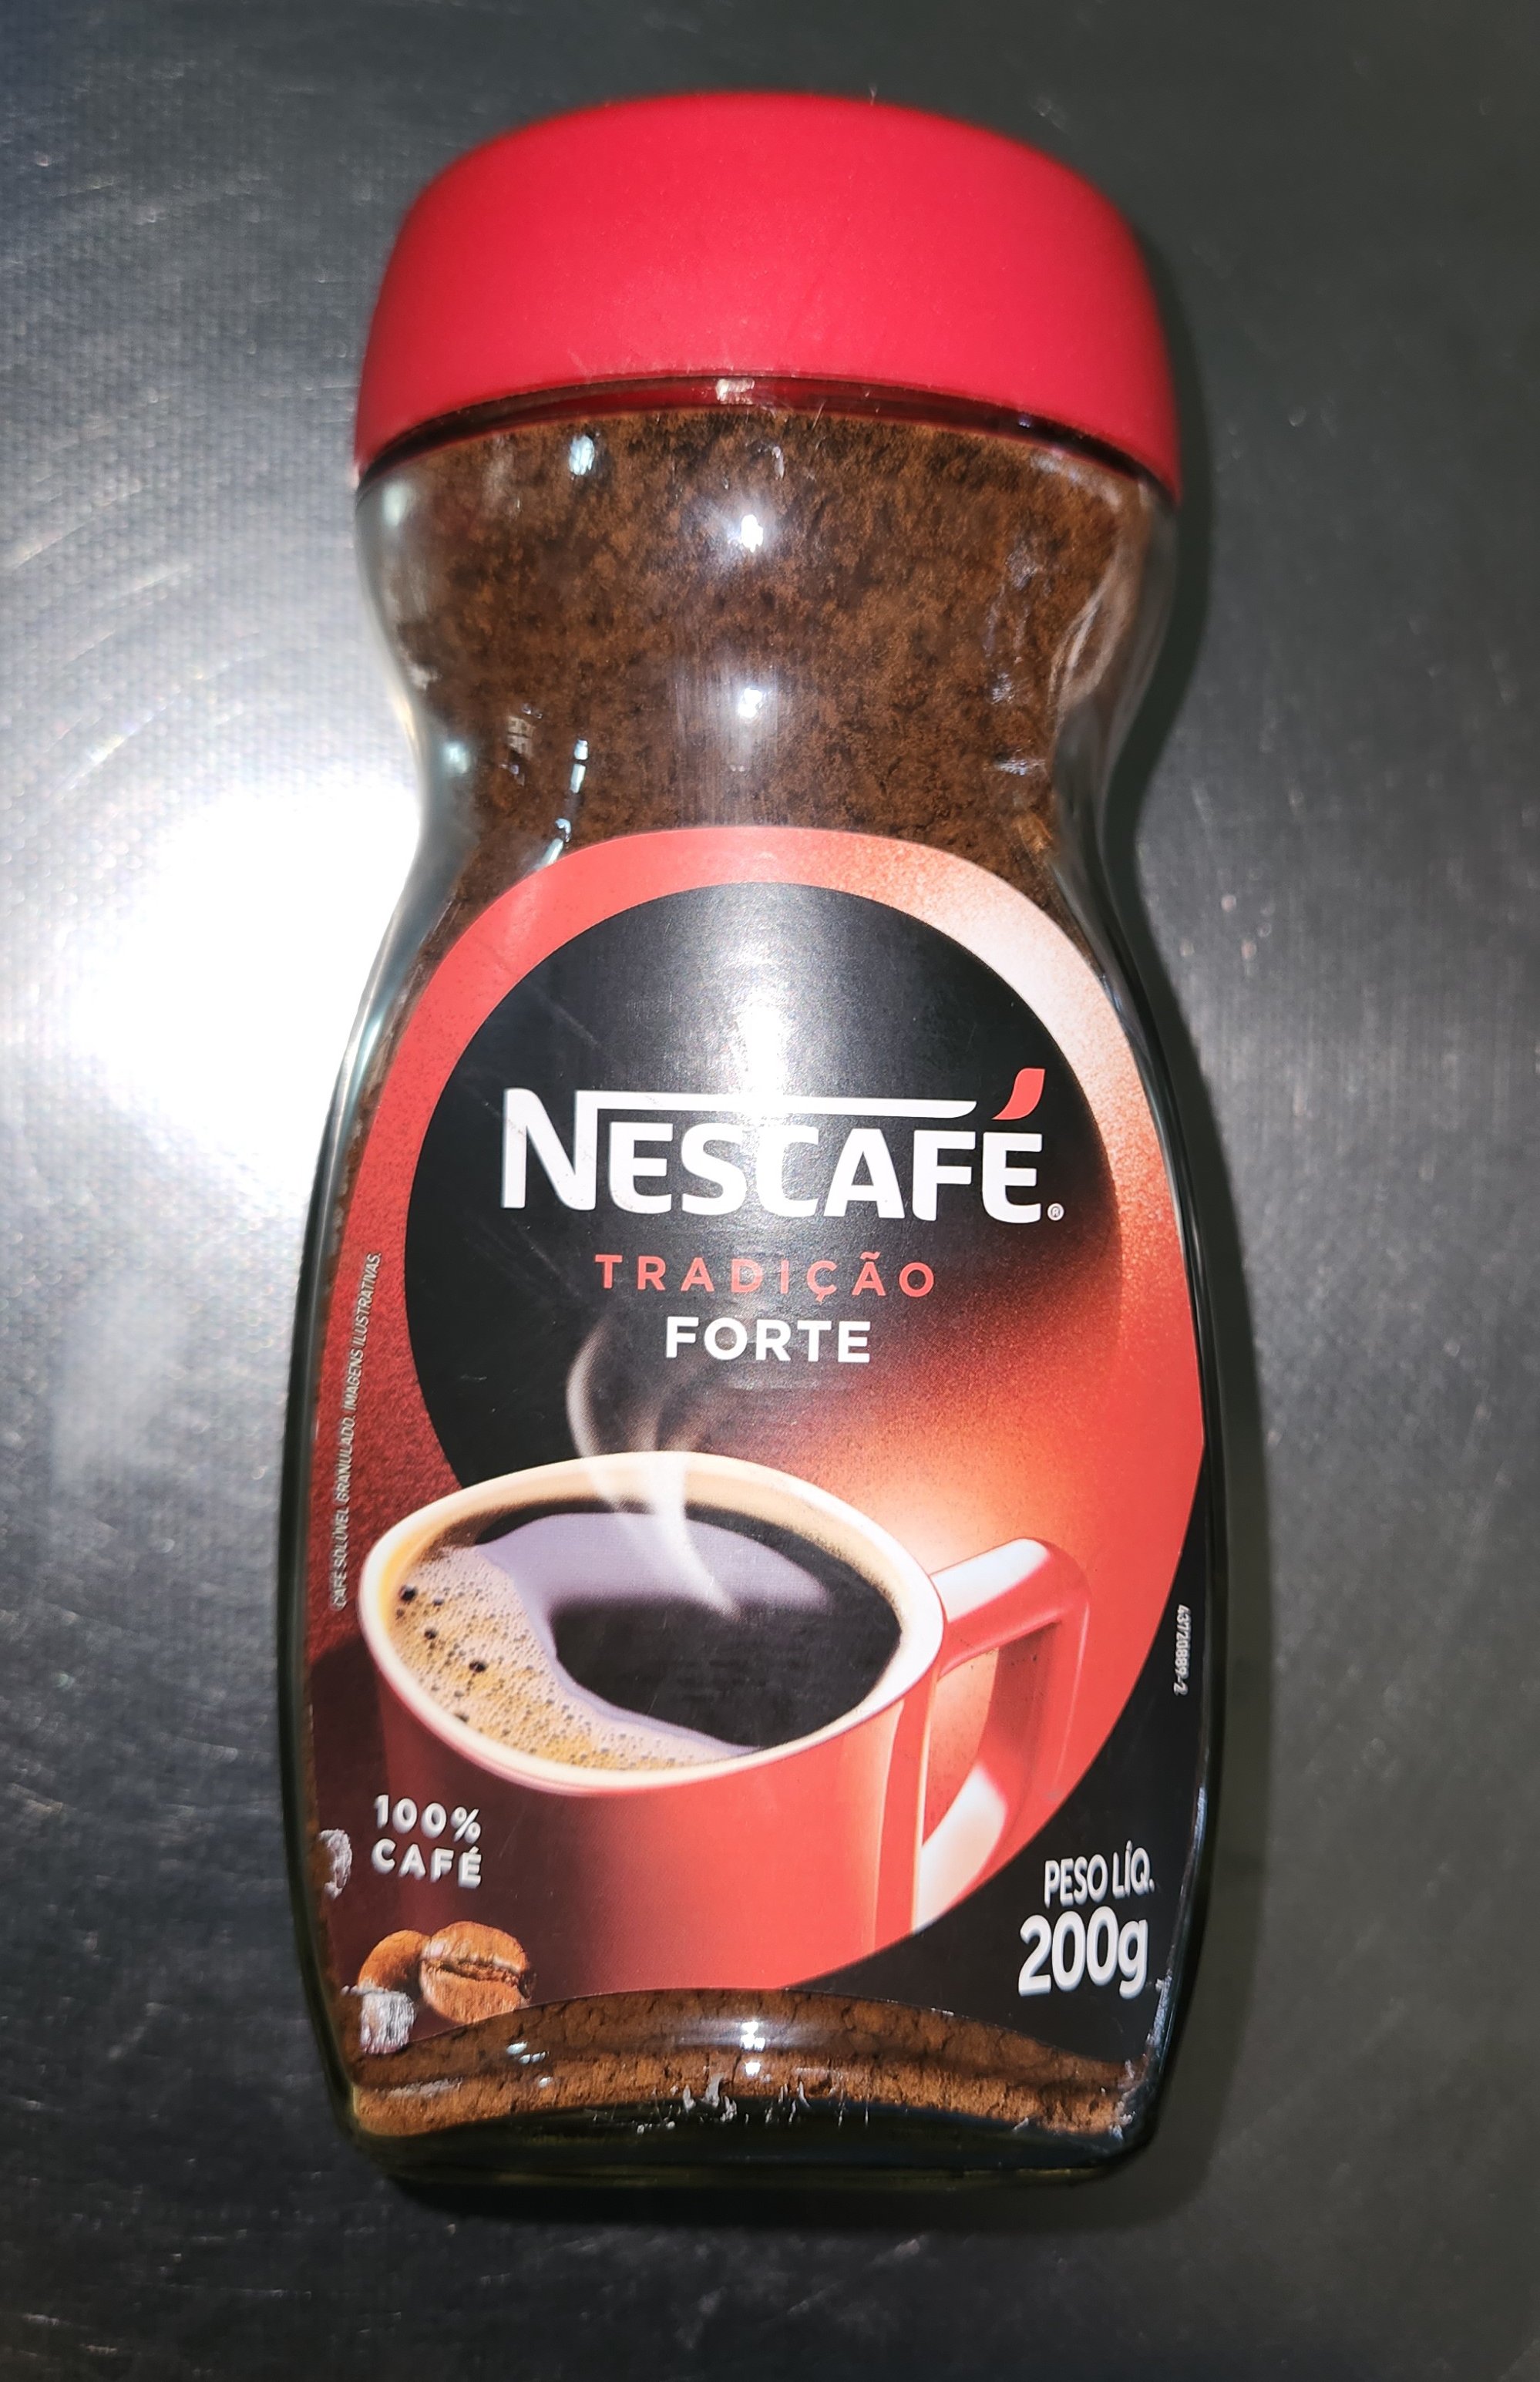 NESCAFÉ®
TRADIÇÃO
FORTE
CAFÉ SOLÚVEL GRANULADO. IMAGENS ILUSTRATIVAS.
43720889-2
100%
CAFÉ
PESO LÍQ.
200g